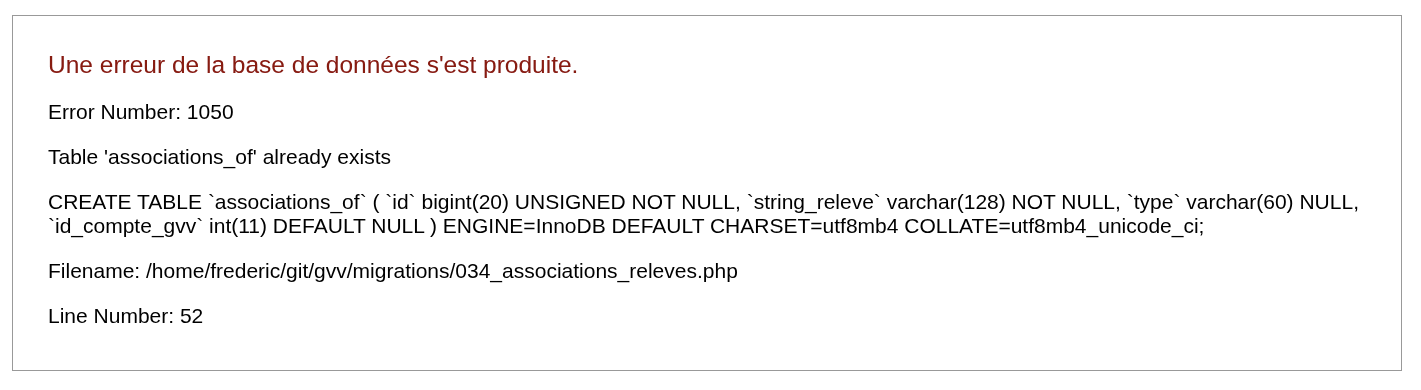 Une erreur de la base de données s'est produite.
Error Number: 1050
Table 'associations_of' already exists
CREATE TABLE `associations_of` ( `id` bigint(20) UNSIGNED NOT NULL, `string_releve` varchar(128) NOT NULL, `type` varchar(60) NULL,
`id_compte_gvv` int(11) DEFAULT NULL ) ENGINE=InnoDB DEFAULT CHARSET=utf8mb4 COLLATE=utf8mb4_unicode_ci;
Filename: /home/frederic/git/gvv/migrations/034_associations_releves.php
Line Number: 52